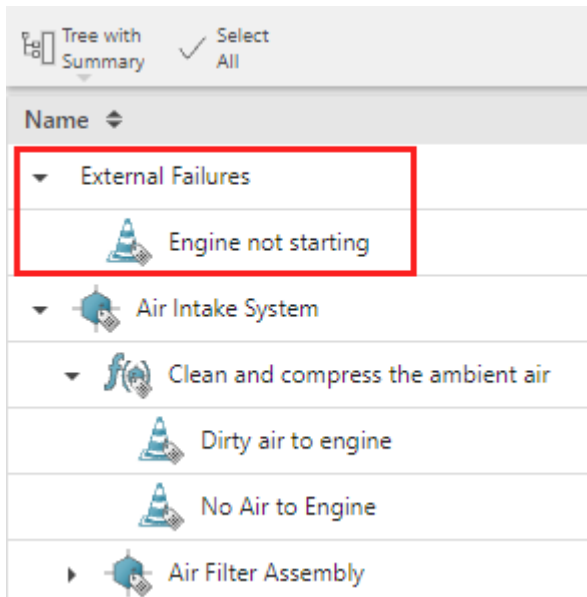 Tree with
Summary
Select
All
Name
External Failures
Engine not starting
Air Intake System
Clean and compress the ambient air
Dirty air to engine
No Air to Engine
Air Filter Assembly